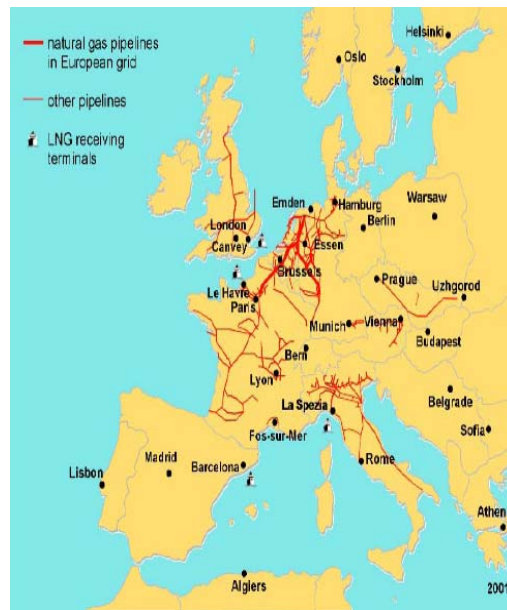 natural gas pipelines
in European grid
other pipelines
LNG receiving
terminals
Helsinki
Oslo
Stockholm
Emden
Hamburg
Warsaw
Berlin
London
Canvey
Essen
Brussels
Le Havre
Paris
Prague
Uzhgorod
Munich
Vienna
Budapest
Bern
Lyon
La Spezia
Belgrade
Fos-sur-Mer
Sofia
Madrid
Barcelona
Rome
Lisbon
Athen
Algiers
2001